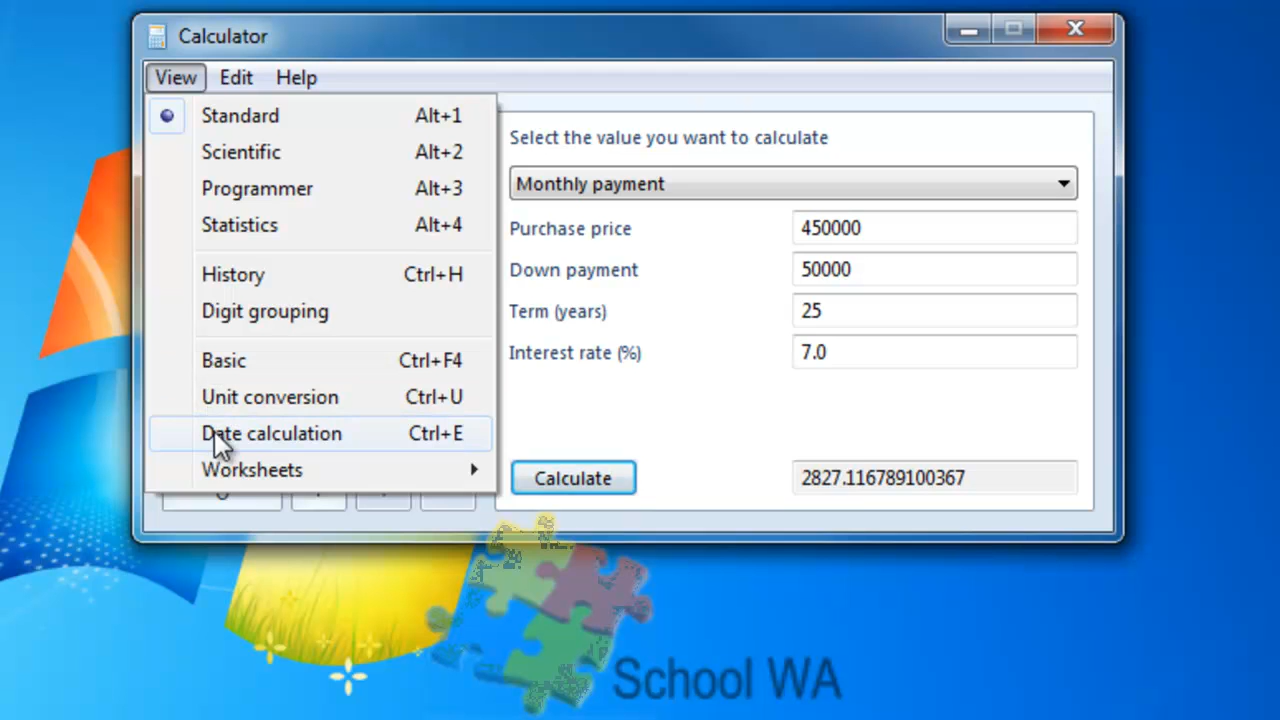 Calculator
View Edit Help
Standard Alt+1
Scientific Alt+2
Programmer Alt+3
Statistics Alt+4
History Ctrl+H
Digit grouping
Basic Ctrl+F4
Unit conversion Ctrl+U
Date calculation Ctrl+E
Worksheets
Select the value you want to calculate
Monthly payment
Purchase price 450000
Down payment 50000
Term (years) 25
Interest rate (%) 7.0
Calculate 2827.116789100367
School WA